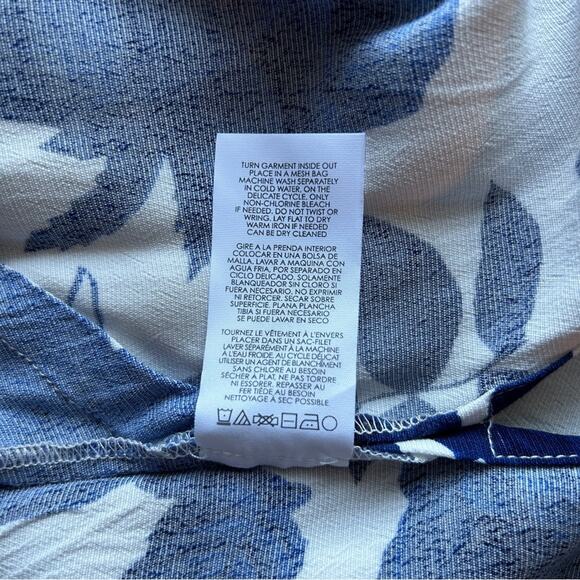 TURN GARMENT INSIDE OUT
PLACE IN A MESH BAG
MACHINE WASH SEPARATELY
IN COLD WATER, ON THE
DELICATE CYCLE. ONLY
NON-CHLORINE BLEACH
IF NEEDED. DO NOT TWIST OR
WRING. LAY FLAT TO DRY
WARM IRON IF NEEDED
CAN BE DRY CLEANED
GIRE A LA PRENDA INTERIOR
COLOCAR EN UNA BOLSA DE
MALLA. LAVAR A MAQUINA CON
AGUA FRIA, POR SEPARADO EN
CICLO DELICADO. SOLAMENTE
BLANQUEADOR SIN CLORO SI
FUERA NECESARIO. NO EXPRIMIR
NI RETORCER. SECAR SOBRE
SUPERFICIE. PLANA PLANCHA
TIBIA SI FUERA NECESARIO
SE PUEDE LAVAR EN SECO
TOURNEZ LE VÊTEMENT À L'ENVERS
PLACER DANS UN SAC-FILET
LAVER SÉPARÉMENT À LA MACHINE
À L'EAU FROIDE, AU CYCLE DÉLICAT
UTILISER UN AGENT DE BLANCHIMENT
SANS CHLORE AU BESOIN
SÉCHER À PLAT, NE PAS TORDRE
NI ESSORER. REPASSER AU
FER TIÈDE AU BESOIN
NETTOYAGE À SEC POSSIBLE.